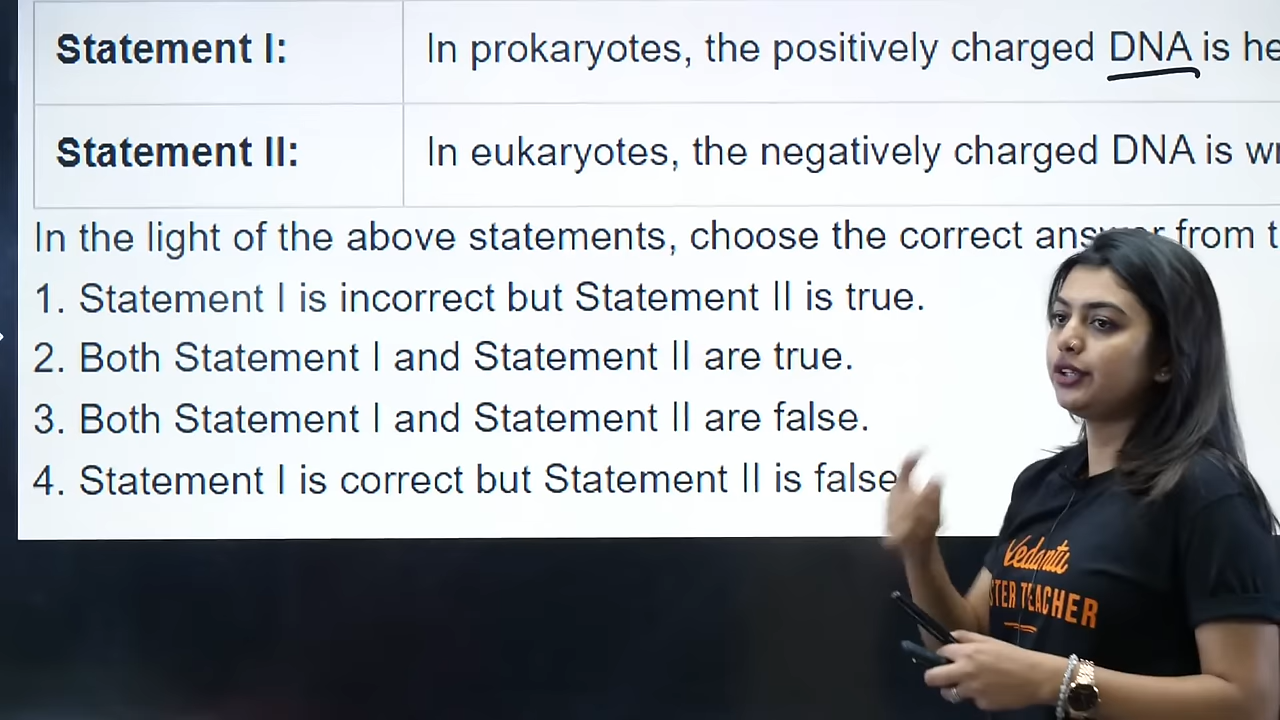 Statement I: In prokaryotes, the positively charged DNA is
Statement II: In eukaryotes, the negatively charged DNA is
In the light of the above statements, choose the correct answer from
1. Statement I is incorrect but Statement II is true.
2. Both Statement I and Statement II are true.
3. Both Statement I and Statement II are false.
4. Statement I is correct but Statement II is false
Vedantu
TEACHER